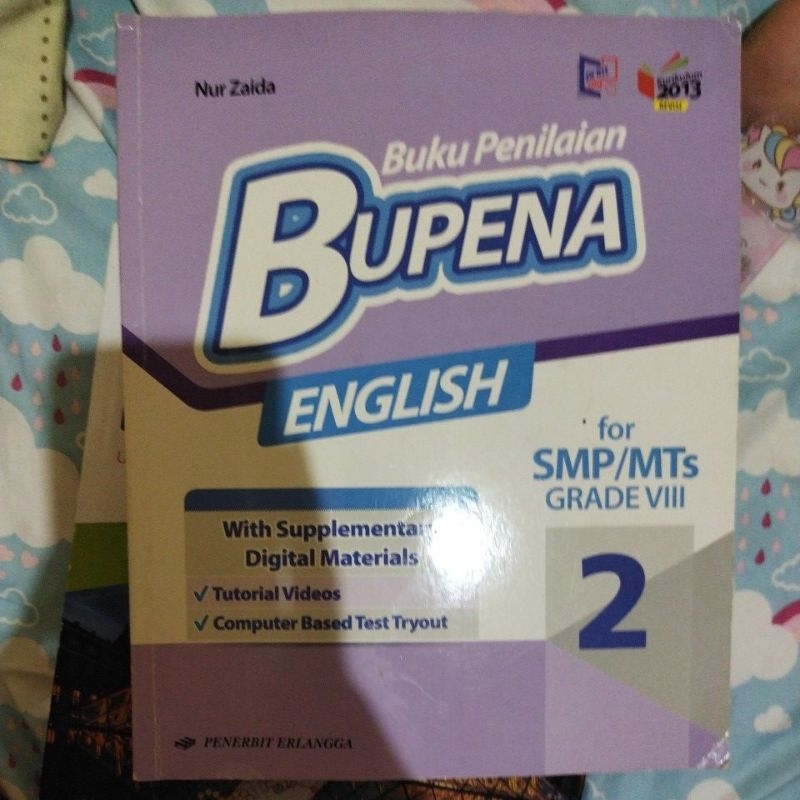 Nur Zaida
Kurikulum
2013
REVISI
Buku Penilaian
BUPENA
ENGLISH
for
SMP/MTs
GRADE VIII
2
With
Digital Materials
✓ Tutorial Videos
✓ Computer Based Test Tryout
PENERBIT ERLANGGA